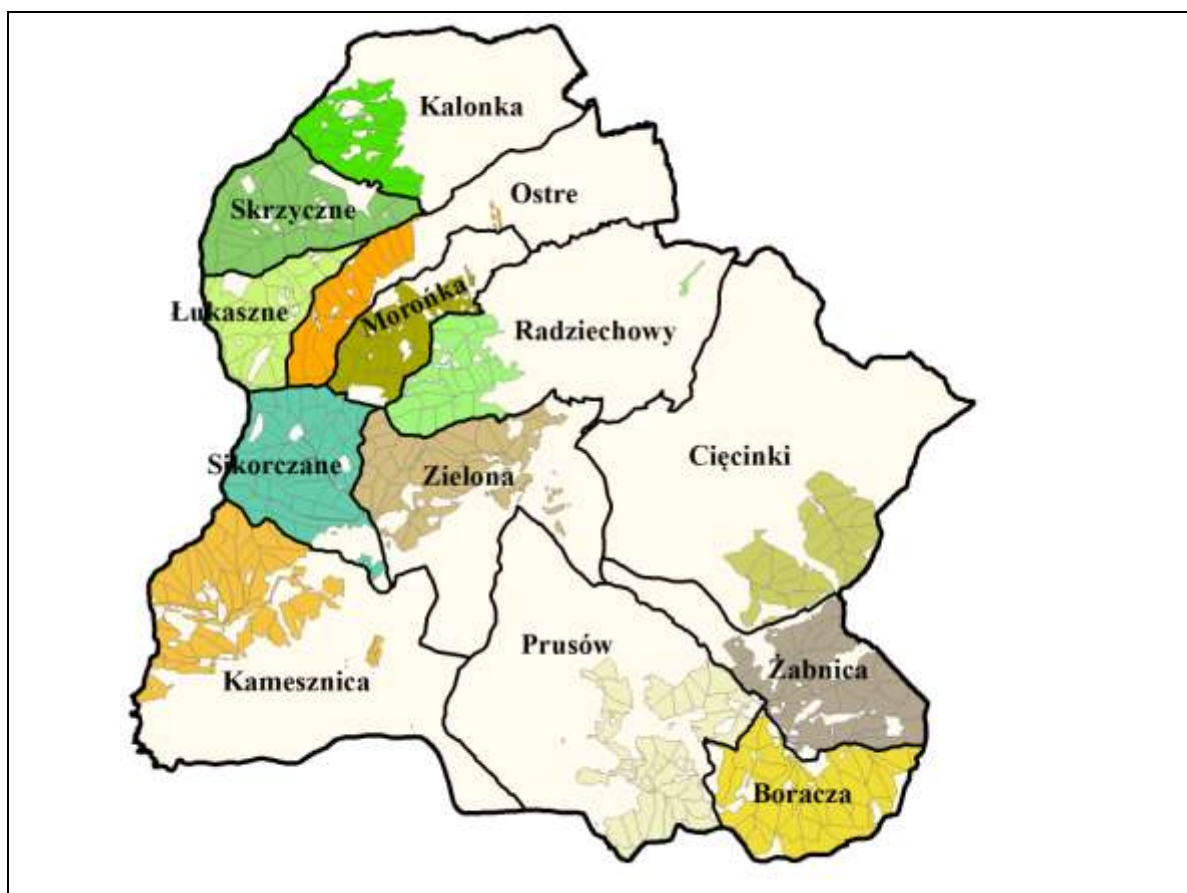 Kalonka
Ostre
Skrzyczne
Morońka
Łukaszne
Radziechowy
Cięcinki
Sikorczane
Zielona
Prusów
Żabnica
Kamesznica
Boracza